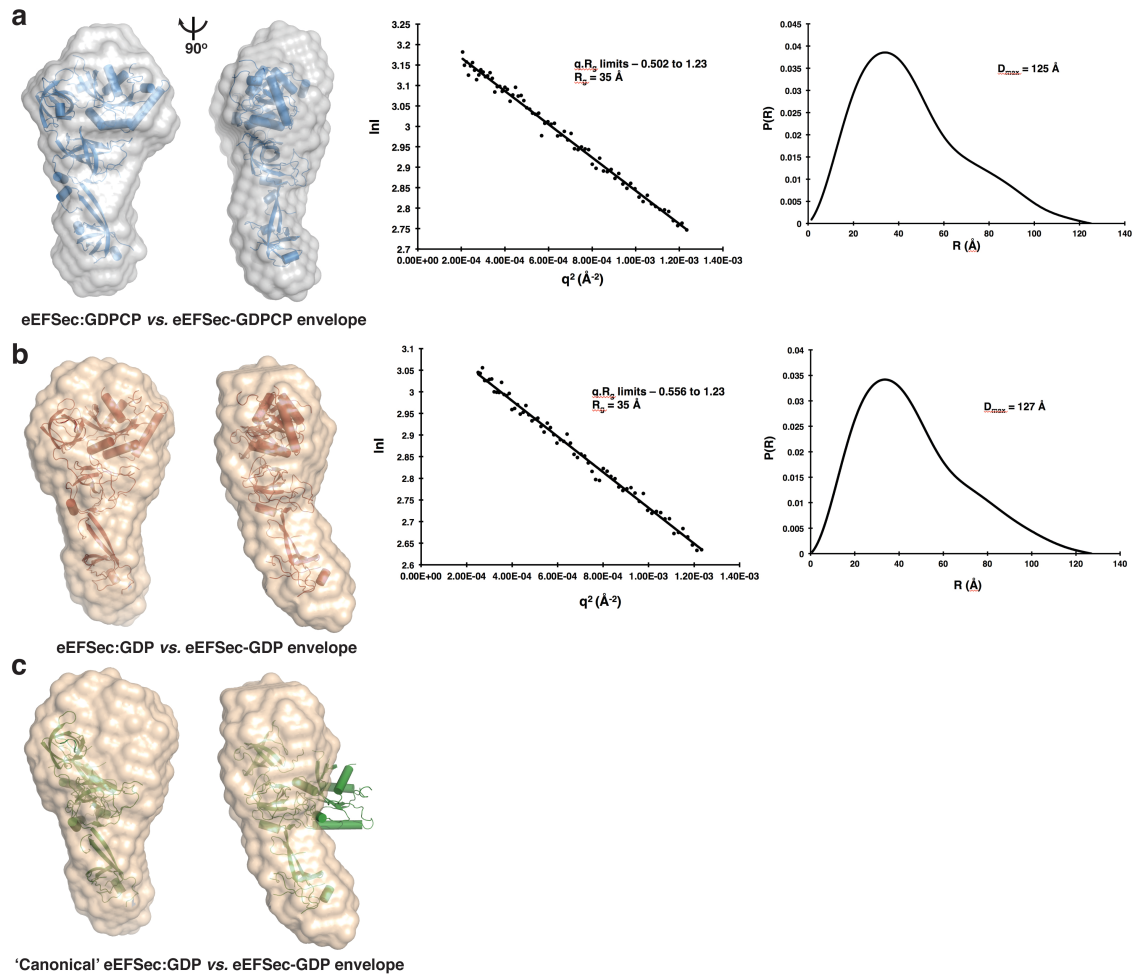 a
90º
eEFSec:GDPCP vs. eEFSec-GDPCP envelope
3.25
3.2
3.15
3.1
3.05
3
2.95
2.9
2.85
2.8
2.75
2.7
lnI
q.Rg limits – 0.502 to 1.23
Rg = 35 Å
0.00E+00 2.00E-04 4.00E-04 6.00E-04 8.00E-04 1.00E-03 1.20E-03 1.40E-03
q² (Å⁻²)
0.045
0.04
0.035
0.03
0.025
0.02
0.015
0.01
0.005
0
P(R)
Dmax = 125 Å
0 20 40 60 80 100 120 140
R (Å)
b
eEFSec:GDP vs. eEFSec-GDP envelope
3.1
3.05
3
2.95
2.9
2.85
2.8
2.75
2.7
2.65
2.6
lnI
q.Rg limits – 0.556 to 1.23
Rg = 35 Å
0.00E+00 2.00E-04 4.00E-04 6.00E-04 8.00E-04 1.00E-03 1.20E-03 1.40E-03
q² (Å⁻²)
0.04
0.035
0.03
0.025
0.02
0.015
0.01
0.005
0
P(R)
Dmax = 127 Å
0 20 40 60 80 100 120 140
R (Å)
c
'Canonical' eEFSec:GDP vs. eEFSec-GDP envelope